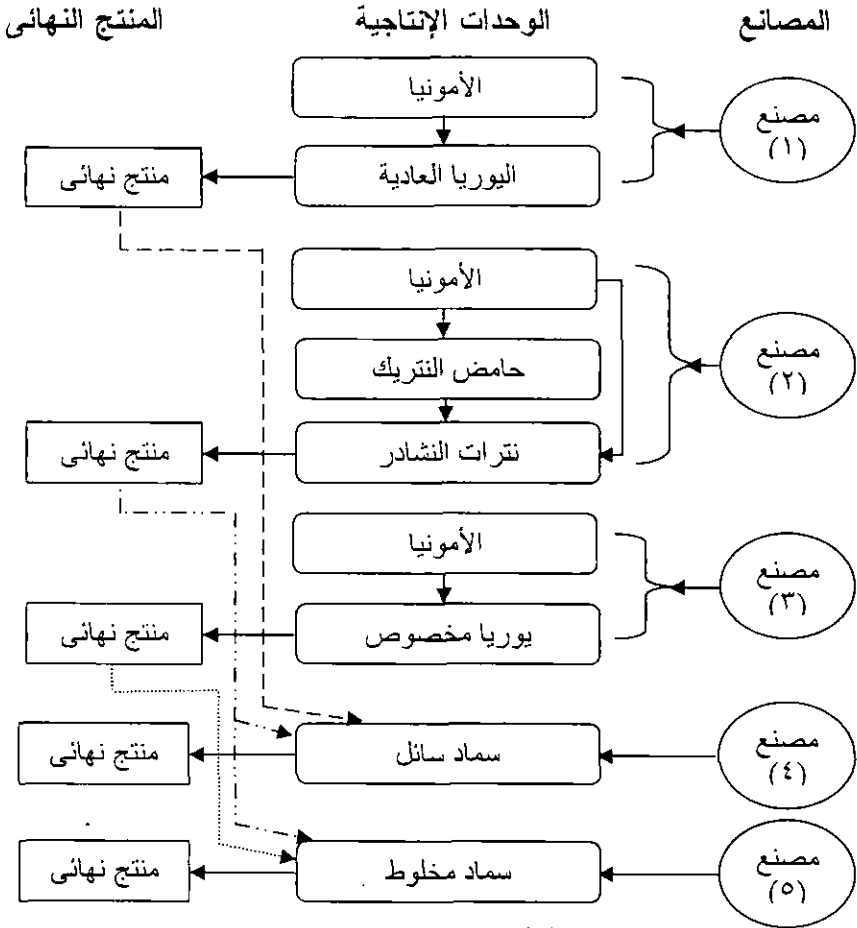 المصانع
الوحدات الإنتاجية
المنتج النهائى
مصنع
(١)
الأمونيا
اليوريا العادية
منتج نهائى
مصنع
(٢)
الأمونيا
حامض النتريك
نترات النشادر
منتج نهائى
مصنع
(٣)
الأمونيا
يوريا مخصوص
منتج نهائى
مصنع
(٤)
سماد سائل
منتج نهائى
مصنع
(٥)
سماد مخلوط
منتج نهائى